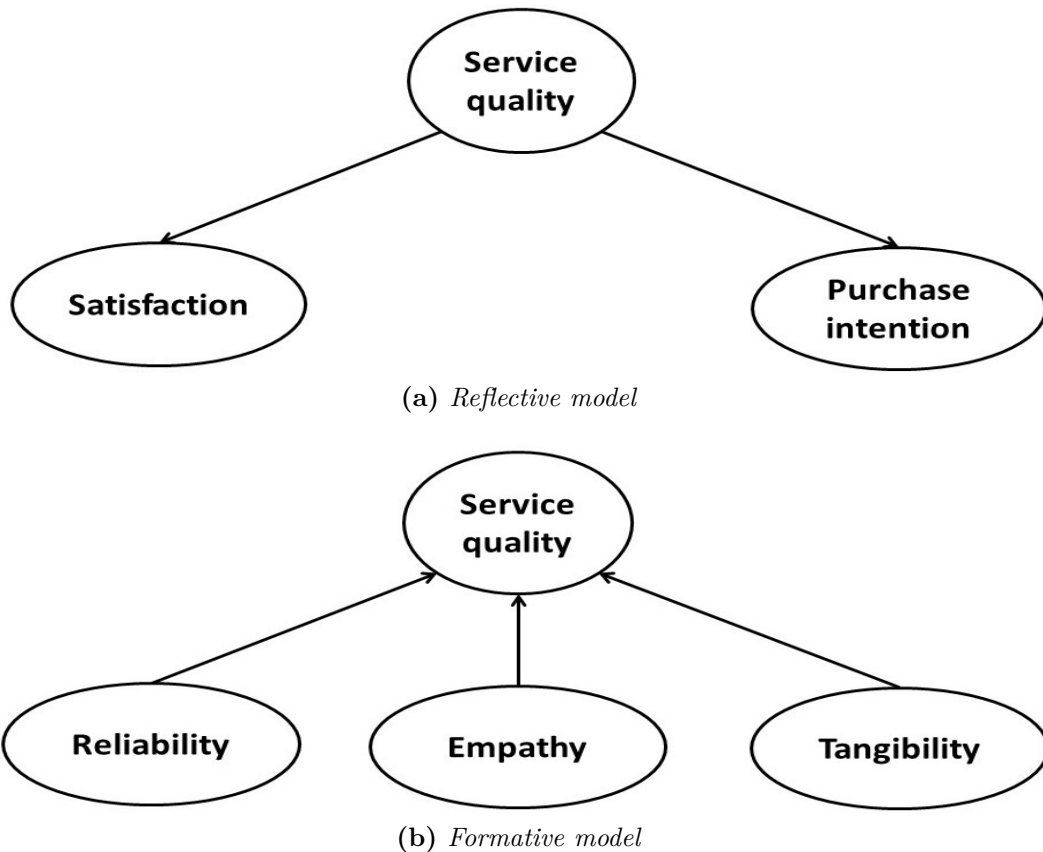 Service
quality
Satisfaction
Purchase
intention
(a) Reflective model
Service
quality
Reliability
Empathy
Tangibility
(b) Formative model